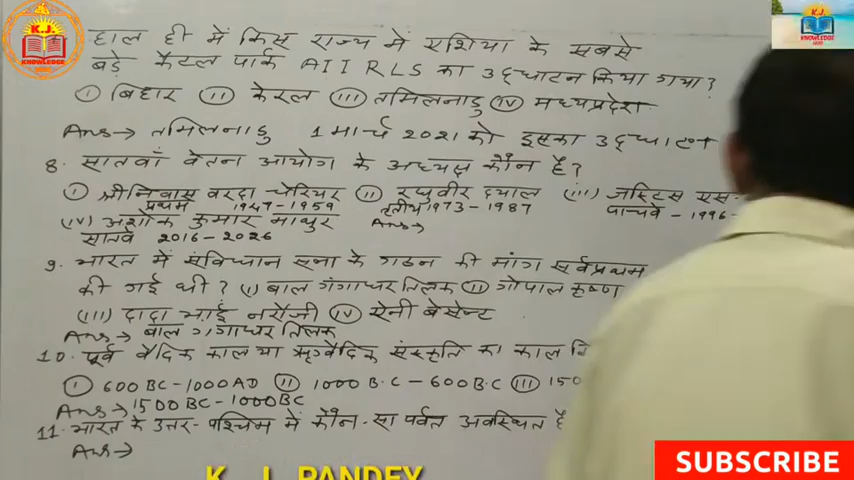 K.J.
KNOWLEDGE
K.J.
KNOWLEDGE
हाल ही में किस राज्य में एशिया के सबसे
बड़े कैटल पार्क AIIRLS का उद्घाटन किया गया?
(I) बिहार (II) केरल (III) तमिलनाडु (IV) मध्यप्रदेश
Ans→ तमिलनाडु 1 मार्च 2021 को इसका उद्घाटन
8. सातवाँ वेतन आयोग के अध्यक्ष कौन है?
(I) श्रीनिवास वरदा चेरियर (II) रघुवीर दयाल (iii) जस्टिस एस.
प्रथम 1947-1959 तृतीय 1973-1987 पाचवे - 1996-
(IV) अशोक कुमार माथुर Ans→
सातवे 2016-2026
9. भारत में संविधान सभा के गठन की मांग सर्वप्रथम
की गई थी? (i) बाल गंगाधर तिलक (II) गोपाल कृष्ण
(III) दादा भाई नरौजी (IV) ऐनी बेसेन्ट
Ans→ बाल गंगाधर तिलक
10. पूर्व वैदिक काल या ऋग्वैदिक संस्कृति का काल
(I) 600 BC-1000 AD (II) 1000 B.C-600 B.C (III) 150
Ans→ 1500 BC-1000 BC
11. भारत के उत्तर-पश्चिम में कौन-सा पर्वत अवस्थित है
Ans→
K. J. PANDEY
SUBSCRIBE